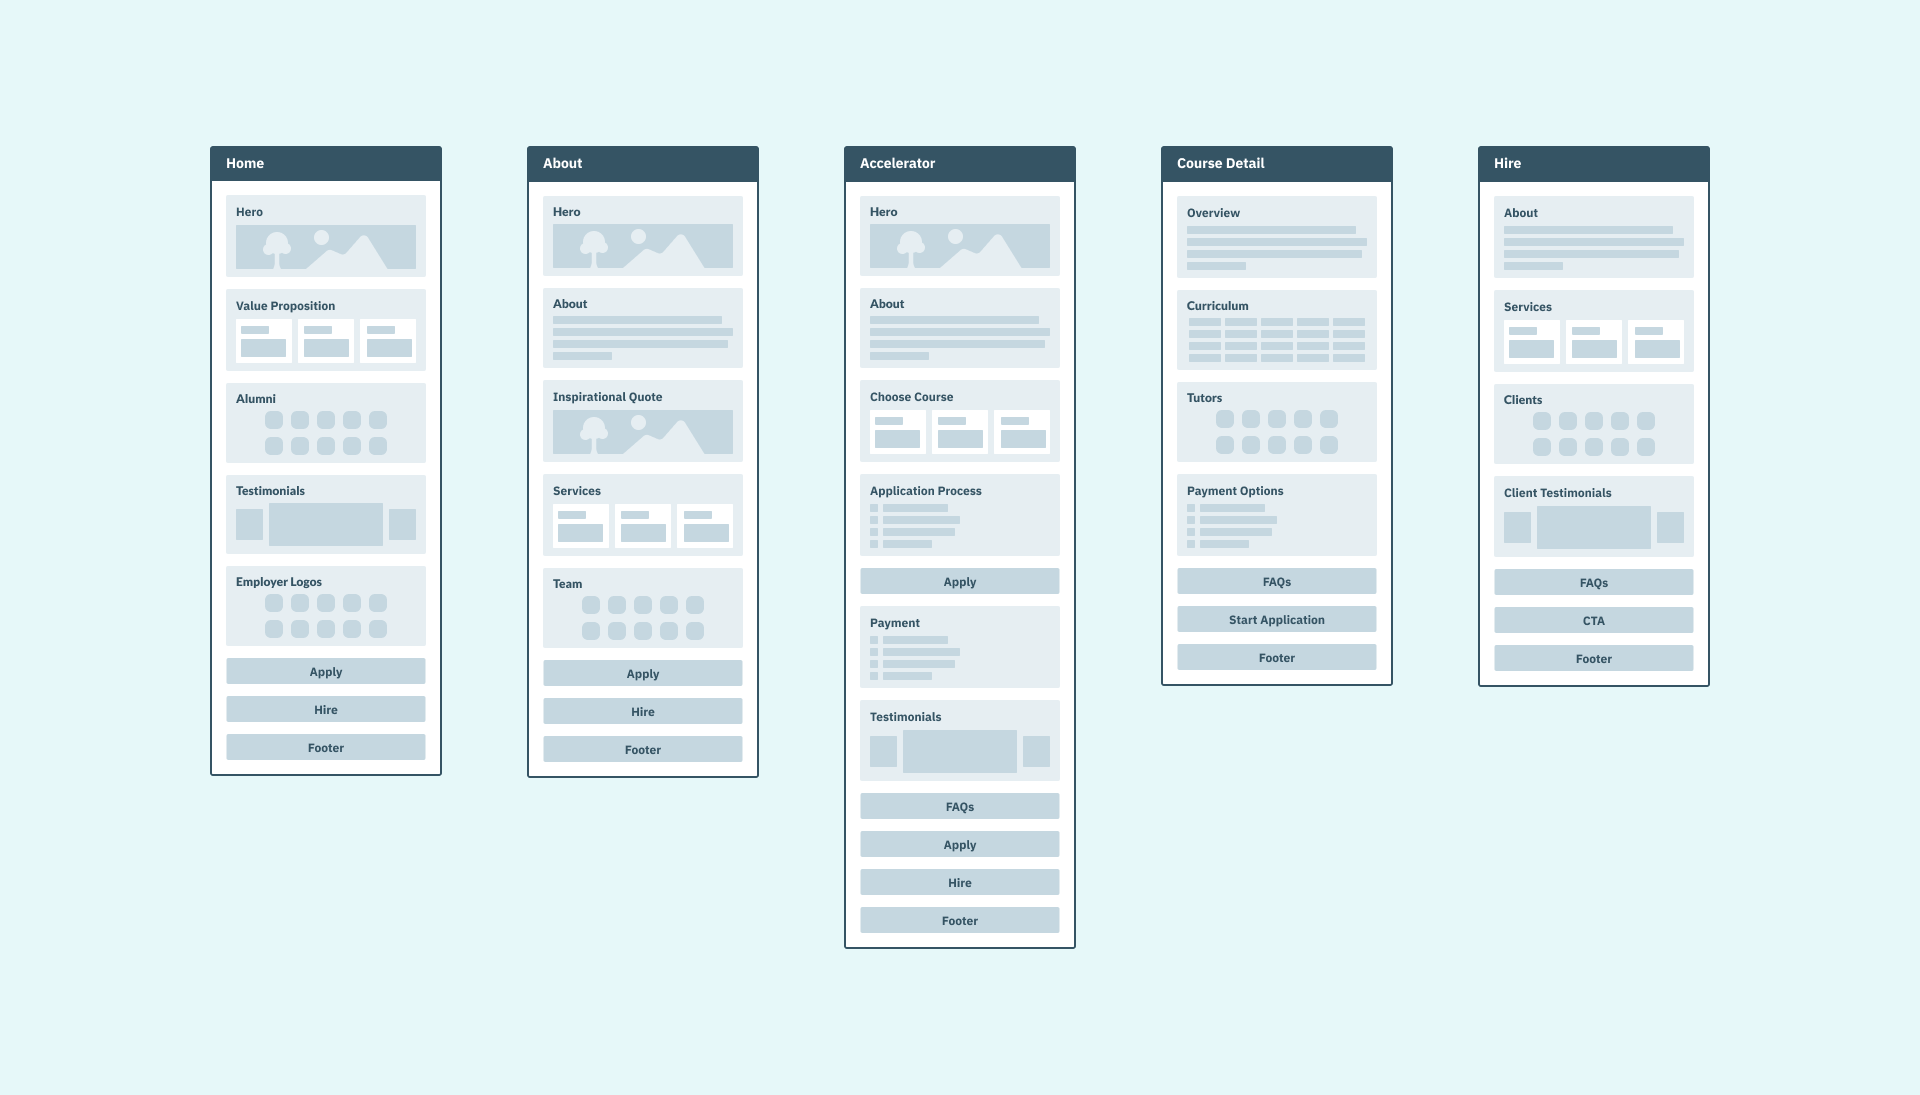 Home
Hero
Value Proposition
Alumni
Testimonials
Employer Logos
Apply
Hire
Footer
About
Hero
About
Inspirational Quote
Services
Team
Apply
Hire
Footer
Accelerator
Hero
About
Choose Course
Application Process
Apply
Payment
Testimonials
FAQs
Apply
Hire
Footer
Course Detail
Overview
Curriculum
Tutors
Payment Options
FAQs
Start Application
Footer
Hire
About
Services
Clients
Client Testimonials
FAQs
CTA
Footer